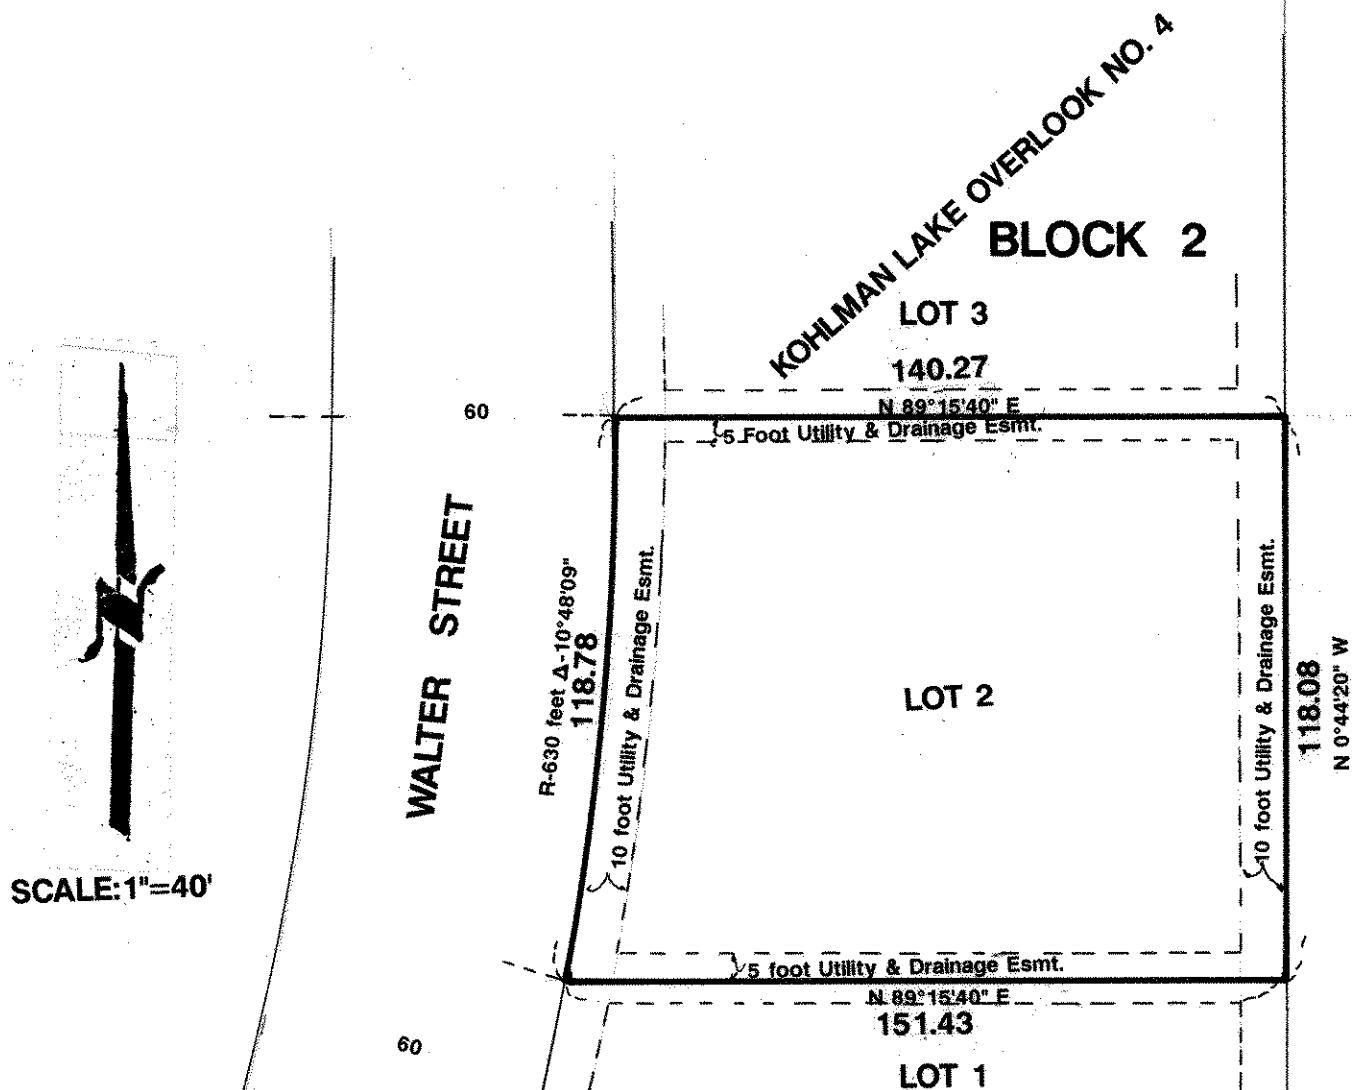 KOHLMAN LAKE OVERLOOK NO. 4
BLOCK 2
LOT 3
140.27
N 89°15'40" E
5 Foot Utility & Drainage Esmt.
60
WALTER STREET
R-630 feet Δ-10°48'09"
118.78
10 foot Utility & Drainage Esmt.
LOT 2
10 foot Utility & Drainage Esmt.
118.08
N 0°44'20" W
SCALE:1"=40'
5 foot Utility & Drainage Esmt.
N 89°15'40" E
151.43
60
LOT 1